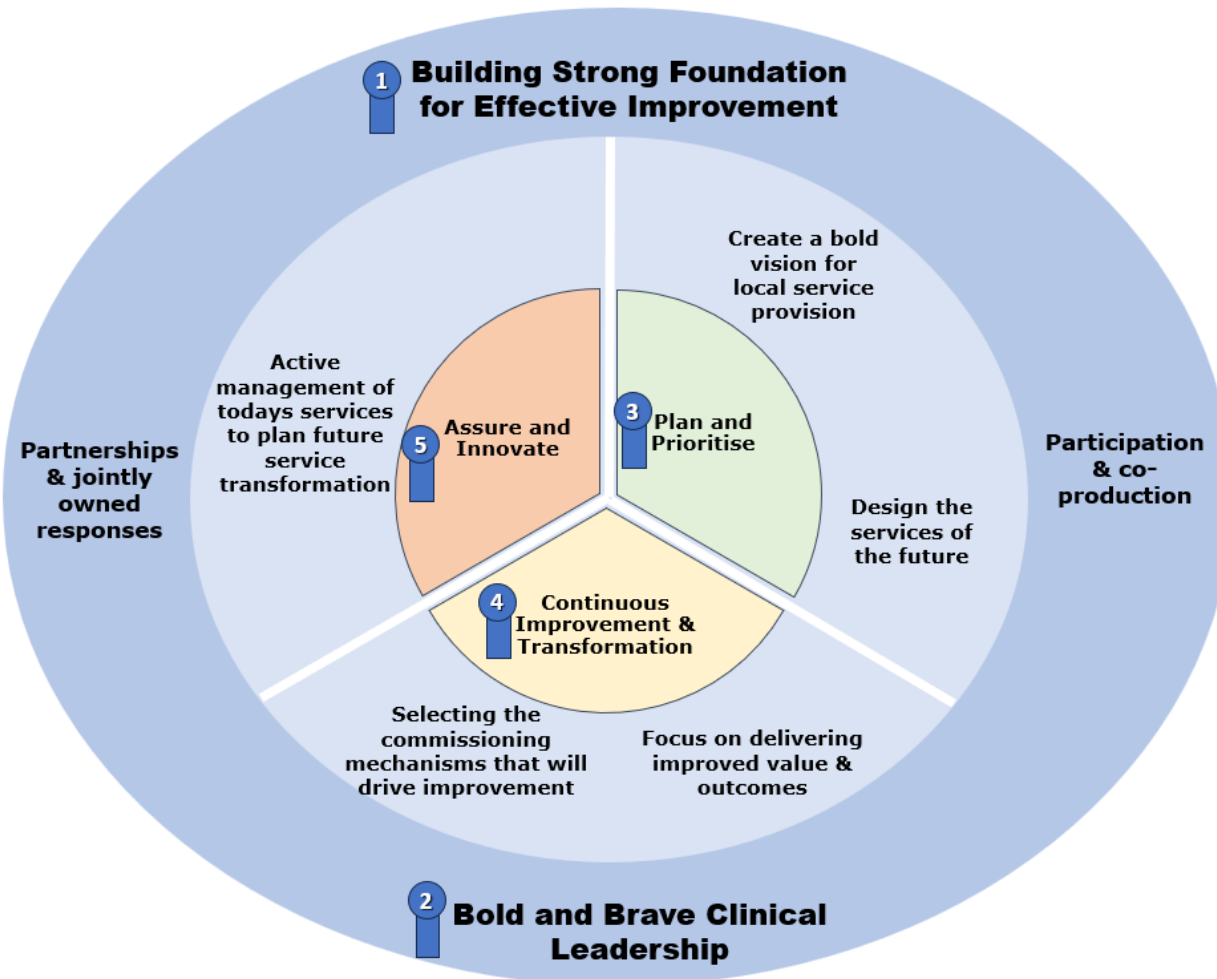 1
Building Strong Foundation
for Effective Improvement
Create a bold
vision for
local service
provision
Active
management of
todays services
to plan future
service
transformation
5
Assure and
Innovate
3
Plan and
Prioritise
Partnerships
& jointly
owned
responses
Participation
& co-
production
Design the
services of
the future
4
Continuous
Improvement &
Transformation
Selecting the
commissioning
mechanisms that will
drive improvement
Focus on delivering
improved value &
outcomes
2
Bold and Brave Clinical
Leadership